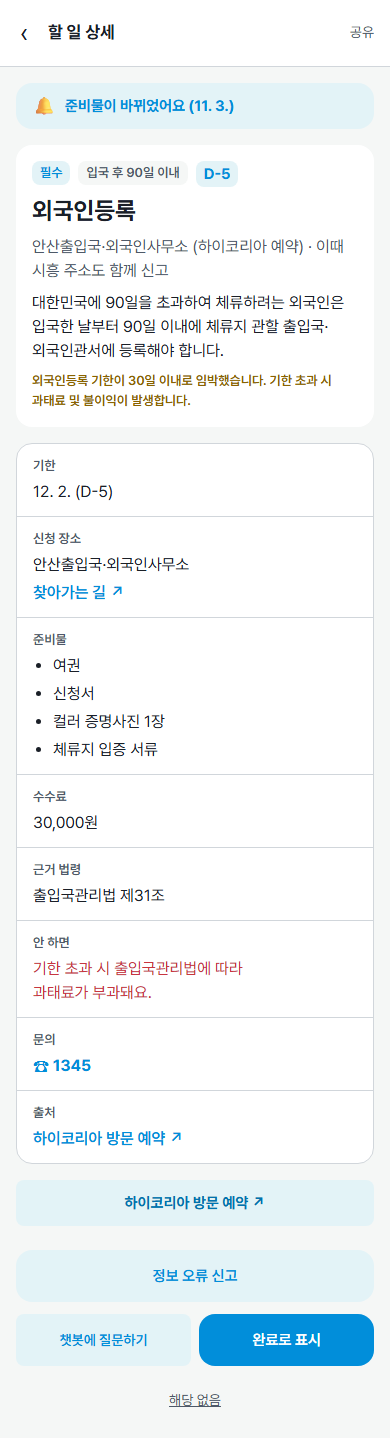 할 일 상세
공유
준비물이 바뀌었어요 (11. 3.)
필수
입국 후 90일 이내
D-5
외국인등록
안산출입국·외국인사무소 (하이코리아 예약) · 이때
시흥 주소도 함께 신고
대한민국에 90일을 초과하여 체류하려는 외국인은
입국한 날부터 90일 이내에 체류지 관할 출입국·
외국인관서에 등록해야 합니다.
외국인등록 기한이 30일 이내로 임박했습니다. 기한 초과 시
과태료 및 불이익이 발생합니다.
기한
12. 2. (D-5)
신청 장소
안산출입국·외국인사무소
찾아가는 길 ↗
준비물
• 여권
• 신청서
• 컬러 증명사진 1장
• 체류지 입증 서류
수수료
30,000원
근거 법령
출입국관리법 제31조
안 하면
기한 초과 시 출입국관리법에 따라
과태료가 부과돼요.
문의
☎ 1345
출처
하이코리아 방문 예약 ↗
하이코리아 방문 예약 ↗
정보 오류 신고
챗봇에 질문하기
완료로 표시
해당 없음